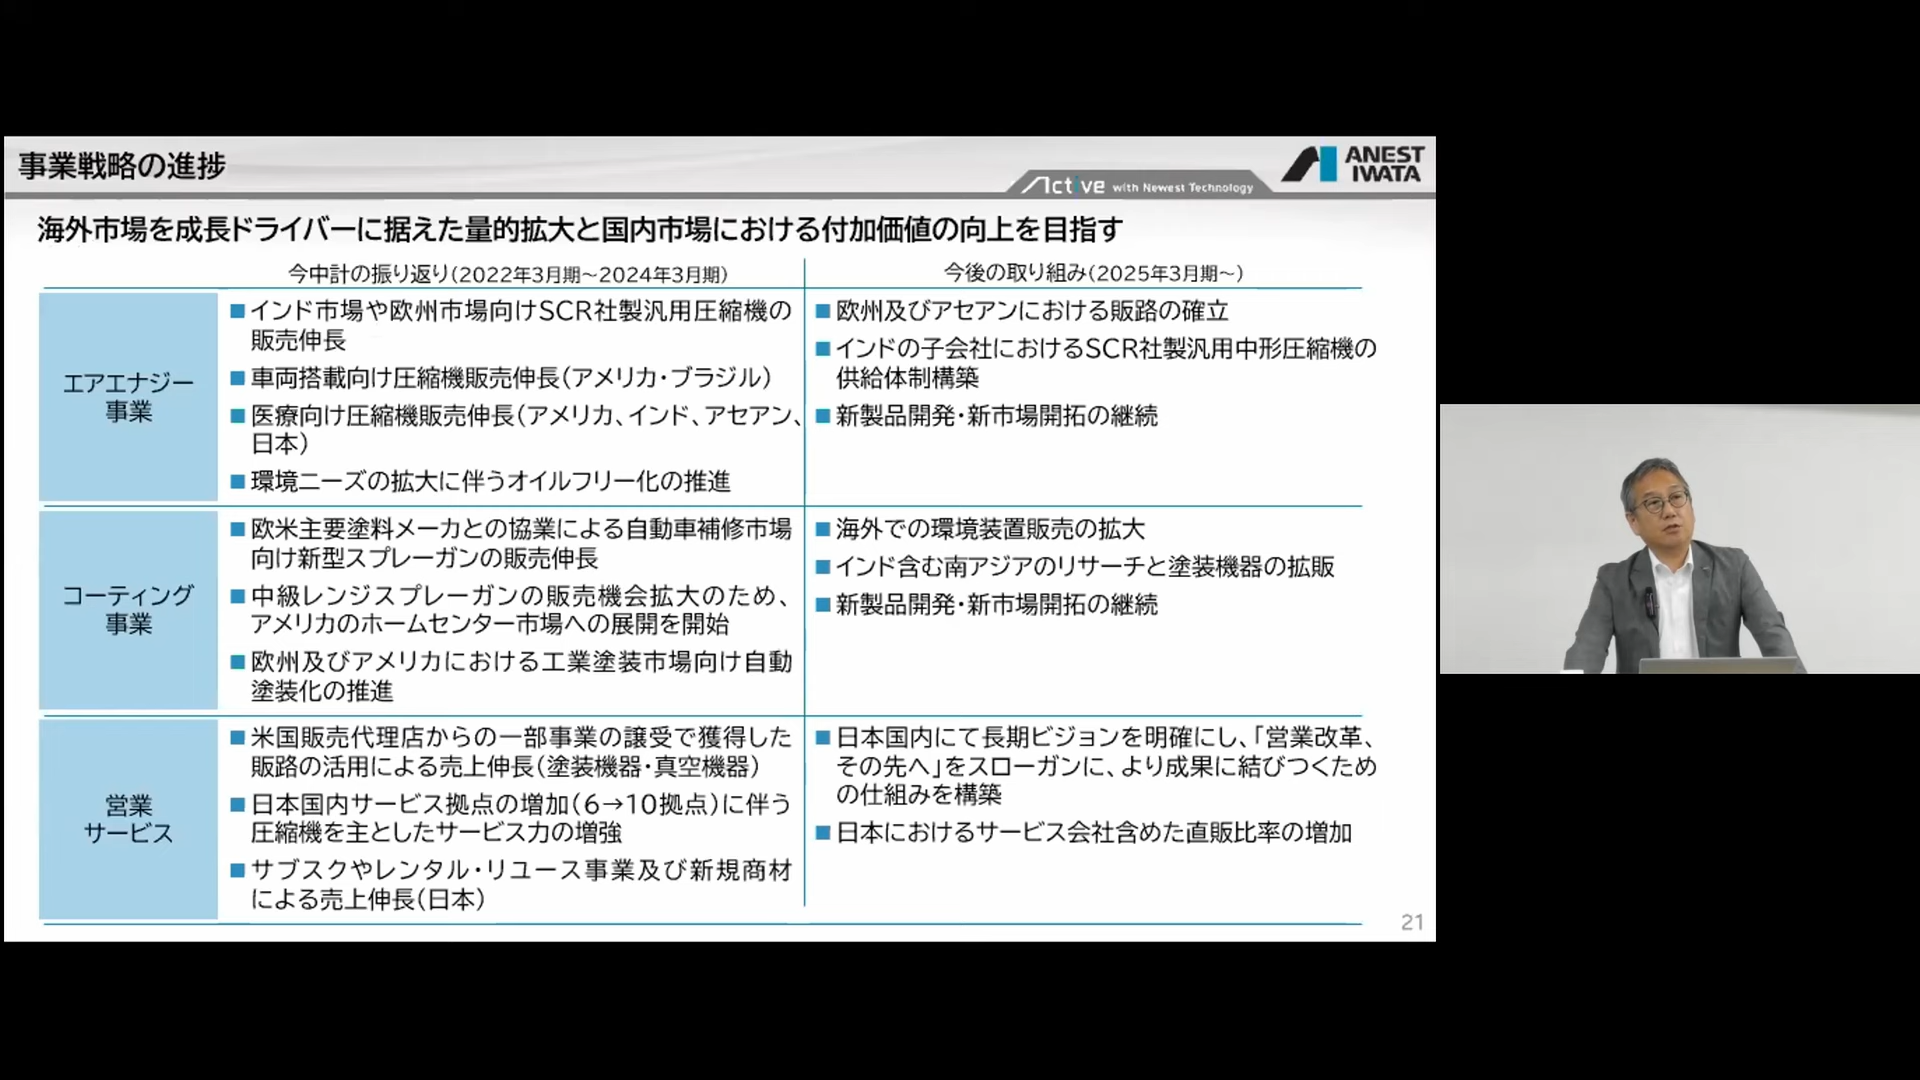 事業戦略の進捗
Active with Newest Technology
ANEST
IWATA
海外市場を成長ドライバーに据えた量的拡大と国内市場における付加価値の向上を目指す
今中計の振り返り(2022年3月期~2024年3月期)
今後の取り組み(2025年3月期~)
エアエナジー
事業
■インド市場や欧州市場向けSCR社製汎用圧縮機の
販売伸長
■車両搭載向け圧縮機販売伸長(アメリカ・ブラジル)
■医療向け圧縮機販売伸長(アメリカ、インド、アセアン、
日本)
■環境ニーズの拡大に伴うオイルフリー化の推進
■欧州及びアセアンにおける販路の確立
■インドの子会社におけるSCR社製汎用中形圧縮機の
供給体制構築
■新製品開発・新市場開拓の継続
コーティング
事業
■欧米主要塗料メーカとの協業による自動車補修市場
向け新型スプレーガンの販売伸長
■中級レンジスプレーガンの販売機会拡大のため、
アメリカのホームセンター市場への展開を開始
■欧州及びアメリカにおける工業塗装市場向け自動
塗装化の推進
■海外での環境装置販売の拡大
■インド含む南アジアのリサーチと塗装機器の拡販
■新製品開発・新市場開拓の継続
営業
サービス
■米国販売代理店からの一部事業の譲受で獲得した
販路の活用による売上伸長(塗装機器・真空機器)
■日本国内サービス拠点の増加(6→10拠点)に伴う
圧縮機を主としたサービス力の増強
■サブスクやレンタル・リユース事業及び新規商材
による売上伸長(日本)
■日本国内にて長期ビジョンを明確にし、「営業改革、
その先へ」をスローガンに、より成果に結びつくため
の仕組みを構築
■日本におけるサービス会社含めた直販比率の増加
21